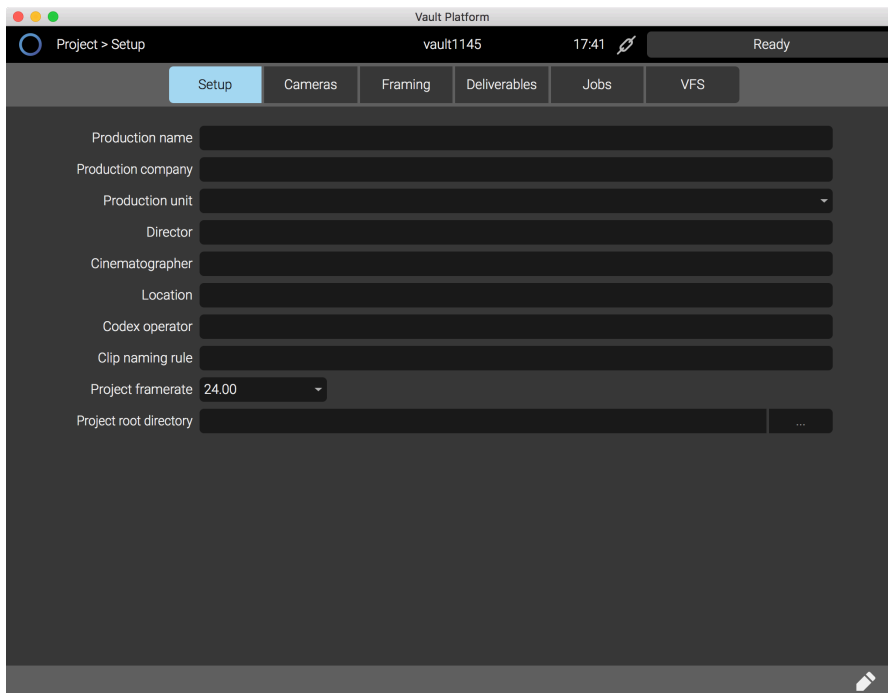 Vault Platform
Project > Setup vault1145 17:41 Ready
Setup Cameras Framing Deliverables Jobs VFS
Production name
Production company
Production unit
Director
Cinematographer
Location
Codex operator
Clip naming rule
Project framerate 24.00
Project root directory ...